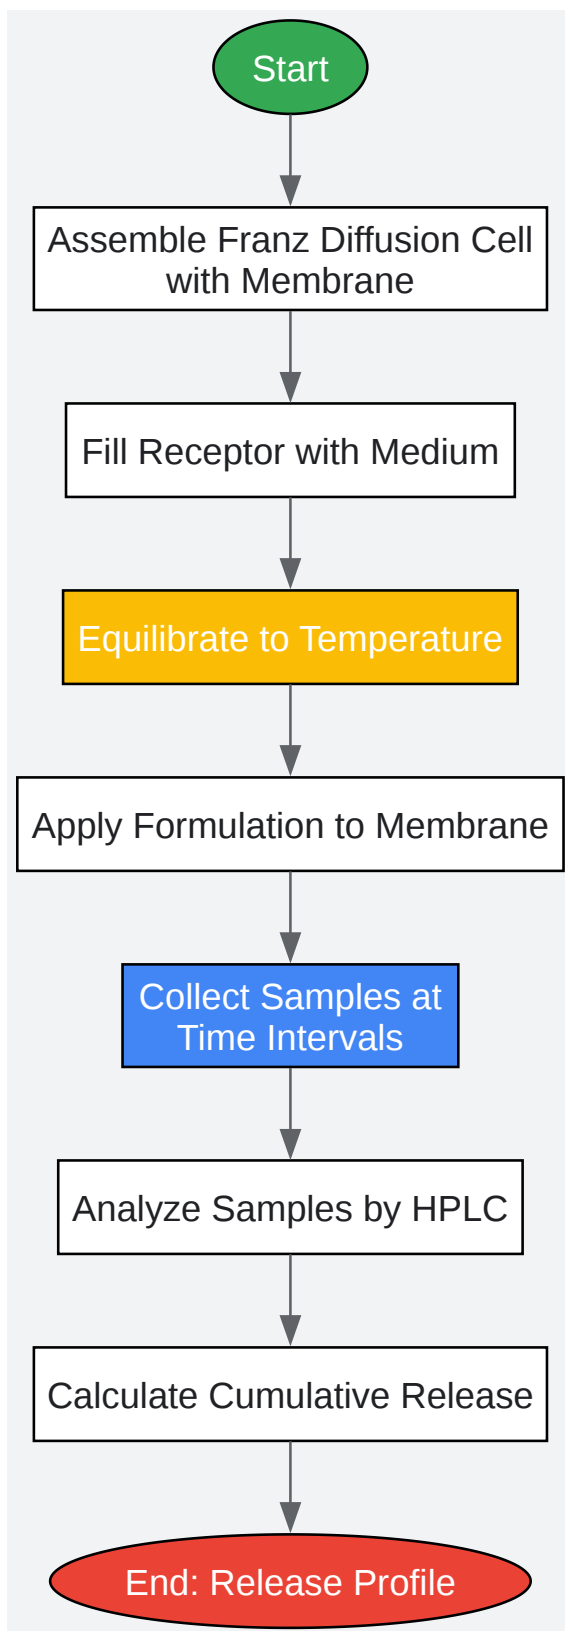 Start
Assemble Franz Diffusion Cell
with Membrane
Fill Receptor with Medium
Equilibrate to Temperature
Apply Formulation to Membrane
Collect Samples at
Time Intervals
Analyze Samples by HPLC
Calculate Cumulative Release
End: Release Profile